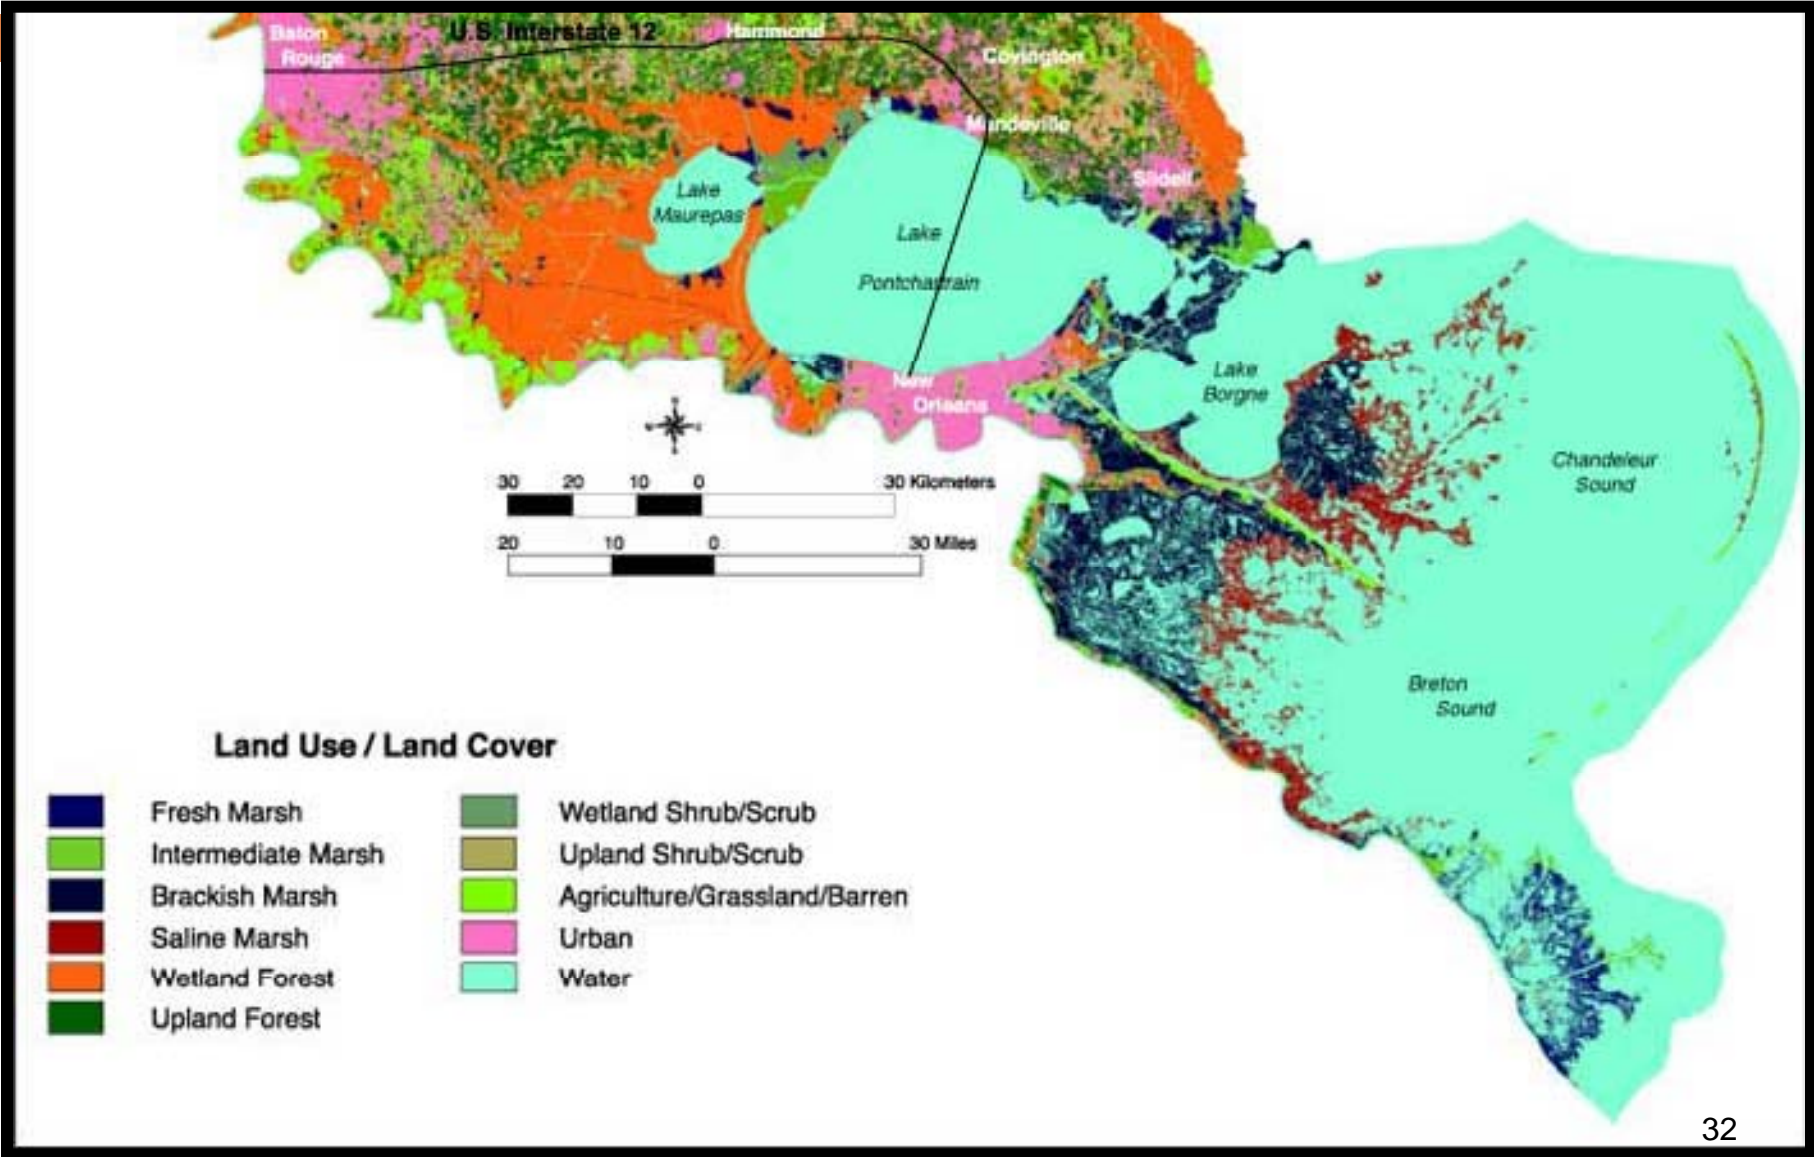 Baton
Rouge
U.S. Interstate 12
Hammond
Covington
Mandeville
Slidell
Lake
Maurepas
Lake
Pontchartrain
New
Orleans
Lake
Borgne
Chandeleur
Sound
Breton
Sound
30 20 10 0 30 Kilometers
20 10 0 30 Miles
Land Use / Land Cover
Fresh Marsh
Intermediate Marsh
Brackish Marsh
Saline Marsh
Wetland Forest
Upland Forest
Wetland Shrub/Scrub
Upland Shrub/Scrub
Agriculture/Grassland/Barren
Urban
Water
32